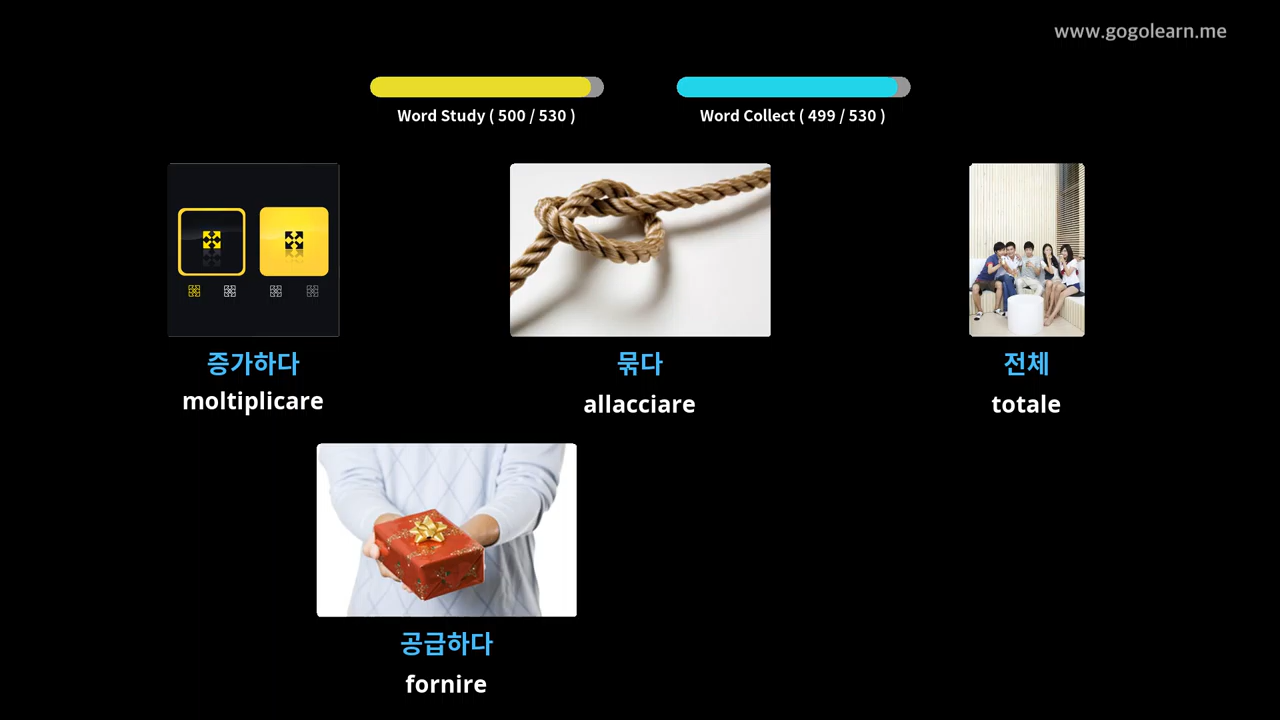 www.gogolearn.me
Word Study ( 500 / 530 )
Word Collect ( 499 / 530 )
증가하다
moltiplicare
묶다
allacciare
전체
totale
공급하다
fornire